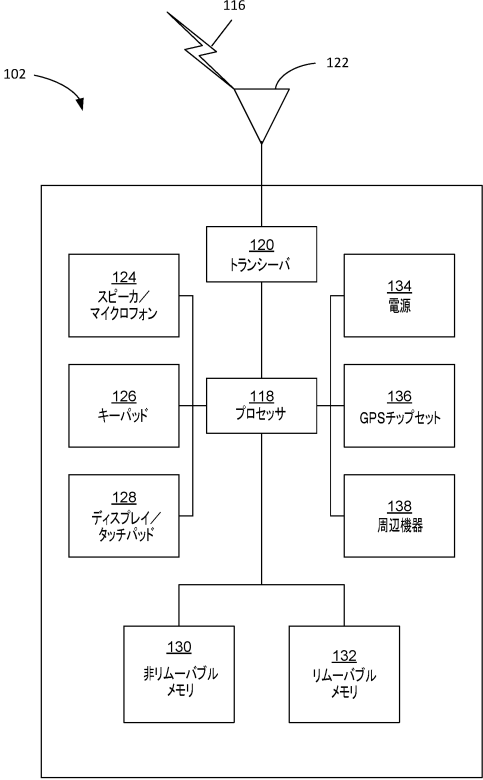 116
102
122
120
トランシーバ
124
スピーカ／
マイクロフォン
134
電源
126
キーパッド
118
プロセッサ
136
GPSチップセット
128
ディスプレイ／
タッチパッド
138
周辺機器
130
非リムーバブル
メモリ
132
リムーバブル
メモリ